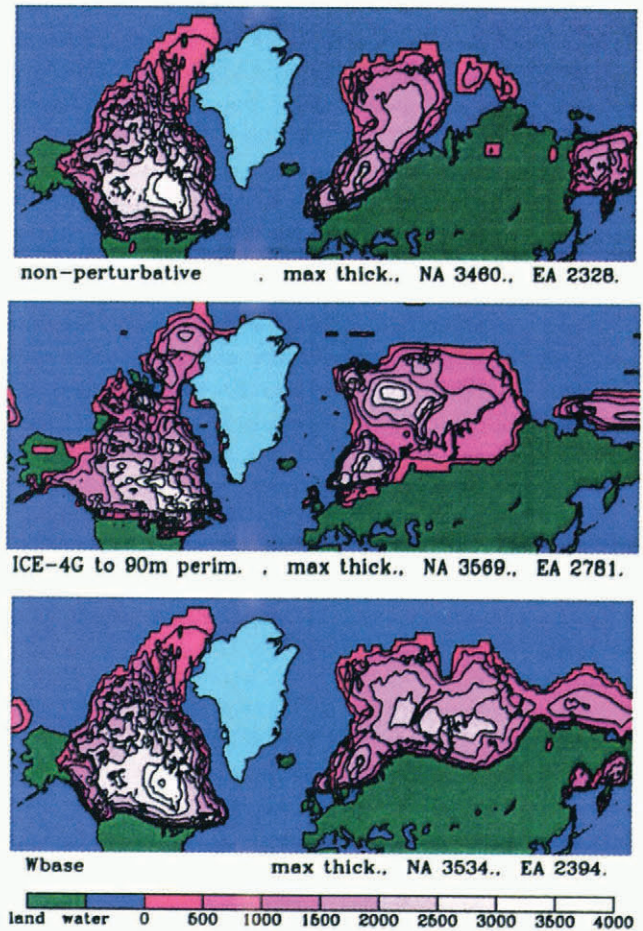 non-perturbative . max thick., NA 3460., EA 2328.
ICE-4G to 90m perim. . max thick., NA 3569., EA 2781.
Wbase max thick., NA 3534., EA 2394.
land water 0 500 1000 1500 2000 2500 3000 3500 4000